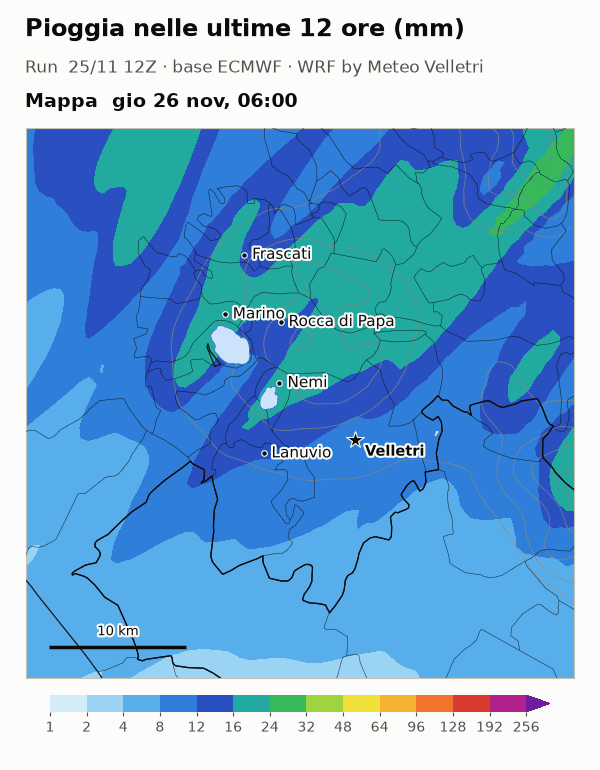 Pioggia nelle ultime 12 ore (mm)
Run 25/11 12Z · base ECMWF · WRF by Meteo Velletri
Mappa gio 26 nov, 06:00
Frascati
Marino
Rocca di Papa
Nemi
Velletri
Lanuvio
10 km
1 2 4 8 12 16 24 32 48 64 96 128 192 256